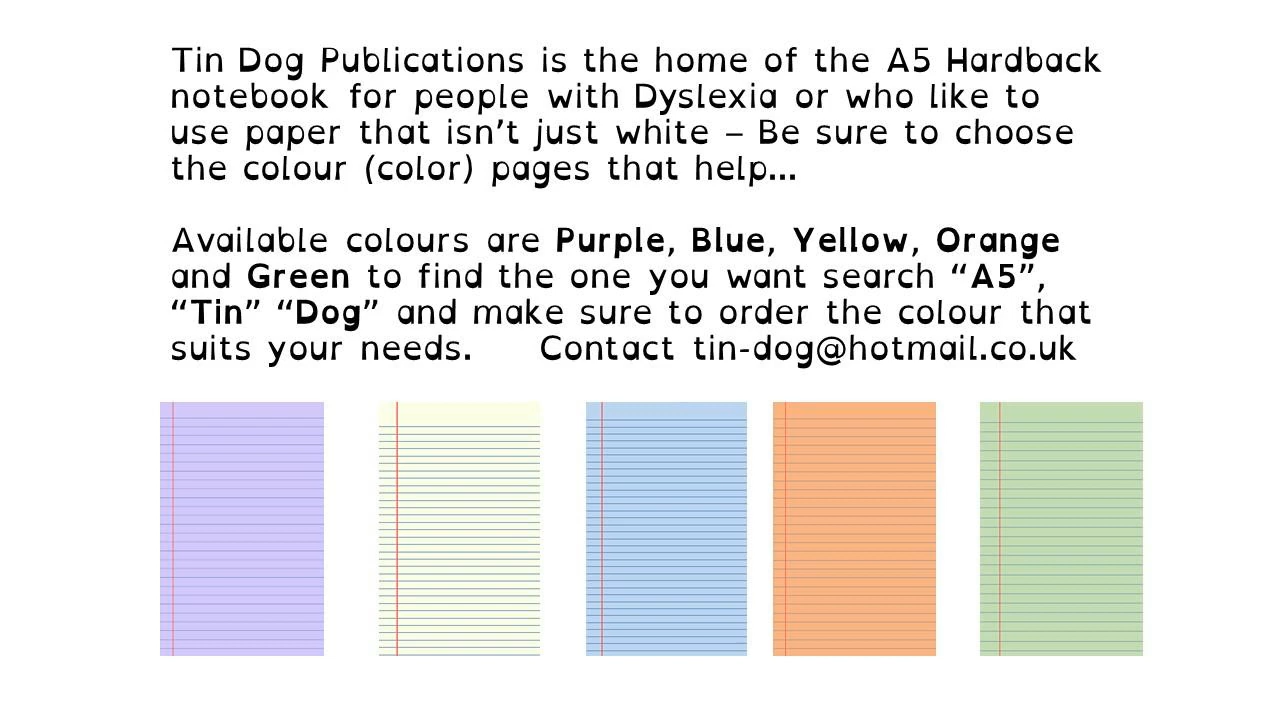 Tin Dog Publications is the home of the A5 Hardback
notebook for people with Dyslexia or who like to
use paper that isn’t just white – Be sure to choose
the colour (color) pages that help...
Available colours are Purple, Blue, Yellow, Orange
and Green to find the one you want search “A5”,
“Tin” “Dog” and make sure to order the colour that
suits your needs. Contact tin-dog@hotmail.co.uk